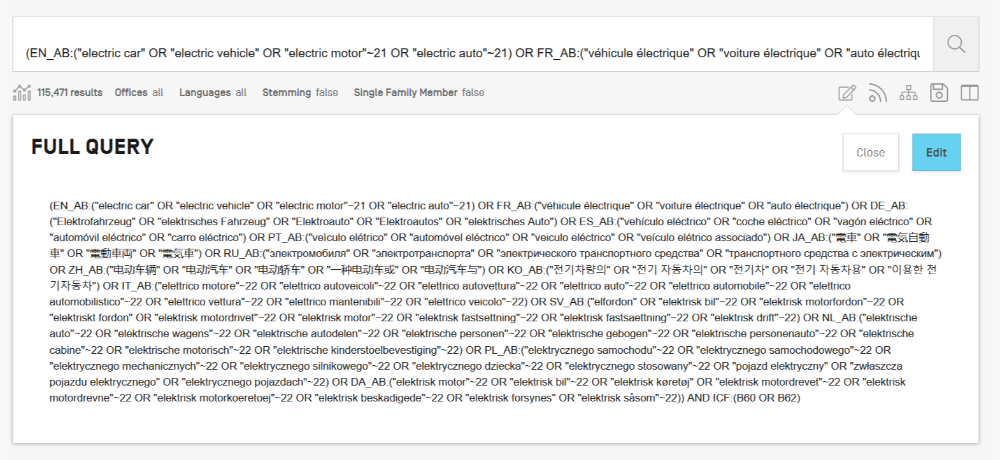 (EN_AB:("electric car" OR "electric vehicle" OR "electric motor"~21 OR "electric auto"~21) OR FR_AB:("véhicule électrique" OR "voiture électrique" OR "auto électriqu
115,471 results Offices all Languages all Stemming false Single Family Member false
FULL QUERY
Close
Edit
(EN_AB:("electric car" OR "electric vehicle" OR "electric motor"~21 OR "electric auto"~21) OR FR_AB:("véhicule électrique" OR "voiture électrique" OR "auto électrique") OR DE_AB:
("Elektrofahrzeug" OR "elektrisches Fahrzeug" OR "Elektroauto" OR "Elektroautos" OR "elektrisches Auto") OR ES_AB:("vehículo eléctrico" OR "coche eléctrico" OR "vagón eléctrico" OR
"automóvil eléctrico" OR "carro eléctrico") OR PT_AB:("veìculo elétrico" OR "automóvel eléctrico" OR "veiculo eléctrico" OR "veículo elétrico associado") OR JA_AB:("電車" OR "電気自動
車" OR "電動車両" OR "電気車") OR RU_AB:("электромобиля" OR "электротранспорта" OR "электрического транспортного средства" OR "транспортного средства с электрическим")
OR ZH_AB:("电动车辆" OR "电动汽车" OR "电动轿车" OR "一种电动车或" OR "电动汽车与") OR KO_AB:("전기차량의" OR "전기 자동차의" OR "전기차" OR "전기 자동차용" OR "이용한 전
기자동차") OR IT_AB:("elettrico motore"~22 OR "elettrico autoveicoli"~22 OR "elettrico autovettura"~22 OR "elettrico auto"~22 OR "elettrico automobile"~22 OR "elettrico
automobilistico"~22 OR "elettrico vettura"~22 OR "elettrico mantenibili"~22 OR "elettrico veicolo"~22) OR SV_AB:("elfordon" OR "elektrisk bil"~22 OR "elektrisk motorfordon"~22 OR
"elektriskt fordon" OR "elektrisk motordrivet"~22 OR "elektrisk motor"~22 OR "elektrisk fastsettning"~22 OR "elektrisk fastsaettning"~22 OR "elektrisk drift"~22) OR NL_AB:("elektrische
auto"~22 OR "elektrische wagens"~22 OR "elektrische autodelen"~22 OR "elektrische personen"~22 OR "elektrische gebogen"~22 OR "elektrische personenauto"~22 OR "elektrische
cabine"~22 OR "elektrische motorisch"~22 OR "elektrische kinderstoelbevestiging"~22) OR PL_AB:("elektrycznego samochodu"~22 OR "elektrycznego samochodowego"~22 OR
"elektrycznego mechanicznych"~22 OR "elektrycznego silnikowego"~22 OR "elektrycznego dziecka"~22 OR "elektrycznego stosowany"~22 OR "pojazd elektryczny" OR "zwłaszcza
pojazdu elektrycznego" OR "elektrycznego pojazdach"~22) OR DA_AB:("elektrisk motor"~22 OR "elektrisk bil"~22 OR "elektrisk køretøj" OR "elektrisk motordrevet"~22 OR "elektrisk
motordrevne"~22 OR "elektrisk motorkoeretoej"~22 OR "elektrisk beskadigede"~22 OR "elektrisk forsynes" OR "elektrisk såsom"~22)) AND ICF:(B60 OR B62)